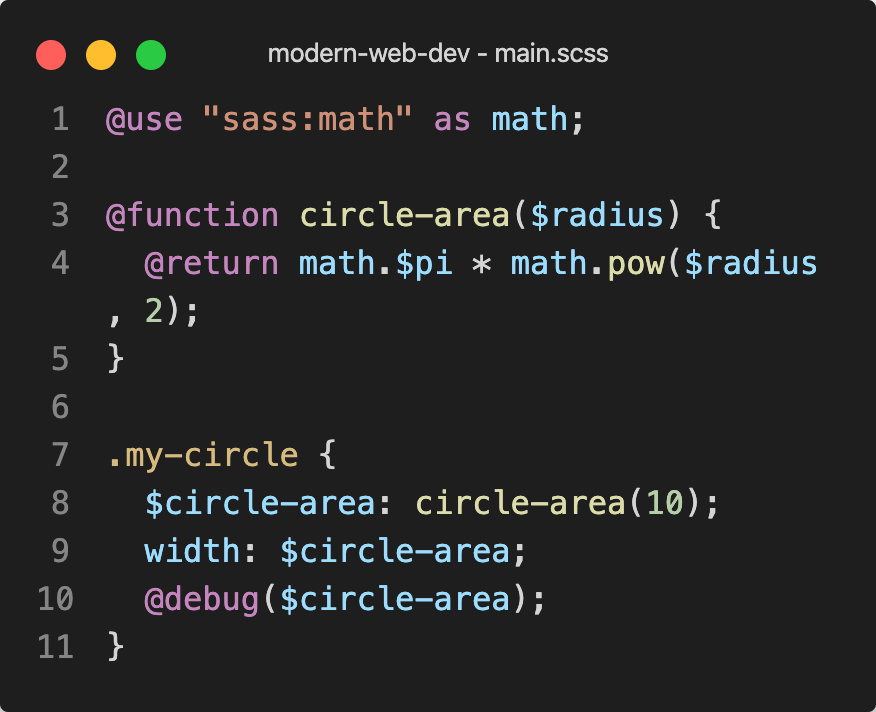 modern-web-dev - main.scss
1 @use "sass:math" as math;
2
3 @function circle-area($radius) {
4   @return math.$pi * math.pow($radius
, 2);
5 }
6
7 .my-circle {
8   $circle-area: circle-area(10);
9   width: $circle-area;
10   @debug($circle-area);
11 }